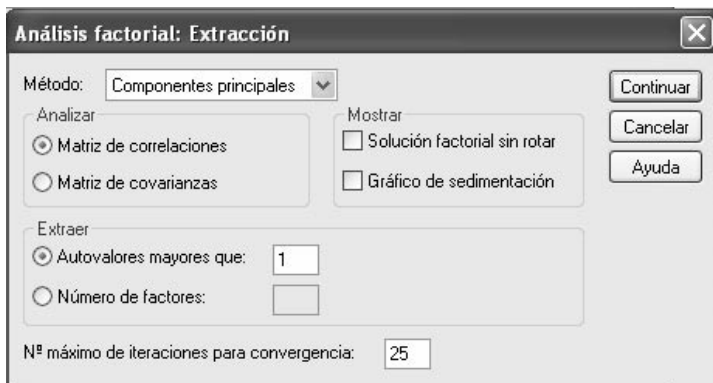 Análisis factorial: Extracción
Método: Componentes principales
Continuar
Cancelar
Ayuda
Analizar
Matriz de correlaciones
Matriz de covarianzas
Mostrar
Solución factorial sin rotar
Gráfico de sedimentación
Extraer
Autovalores mayores que: 1
Número de factores:
Nº máximo de iteraciones para convergencia: 25